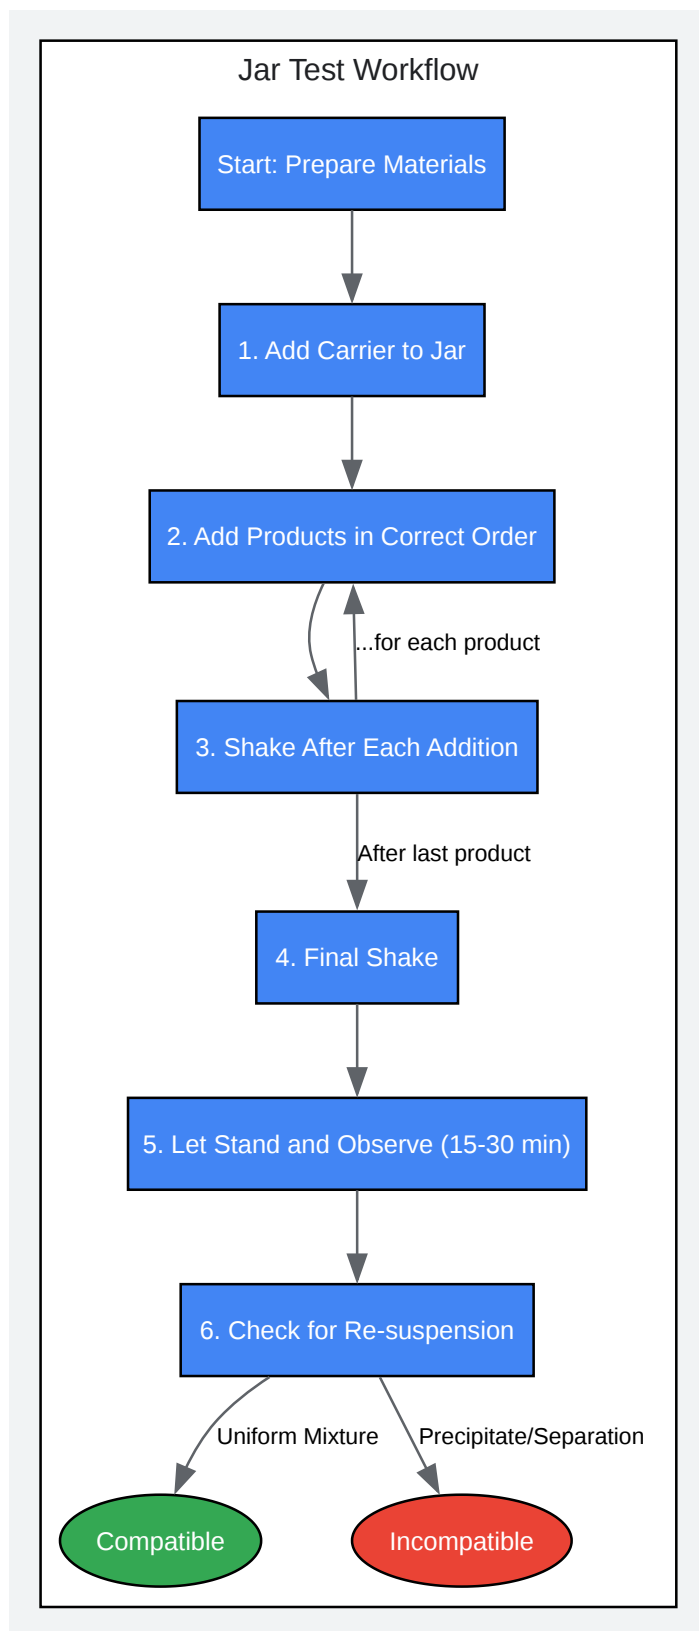 Jar Test Workflow
Start: Prepare Materials
1. Add Carrier to Jar
2. Add Products in Correct Order
...for each product
3. Shake After Each Addition
After last product
4. Final Shake
5. Let Stand and Observe (15-30 min)
6. Check for Re-suspension
Uniform Mixture
Precipitate/Separation
Compatible
Incompatible